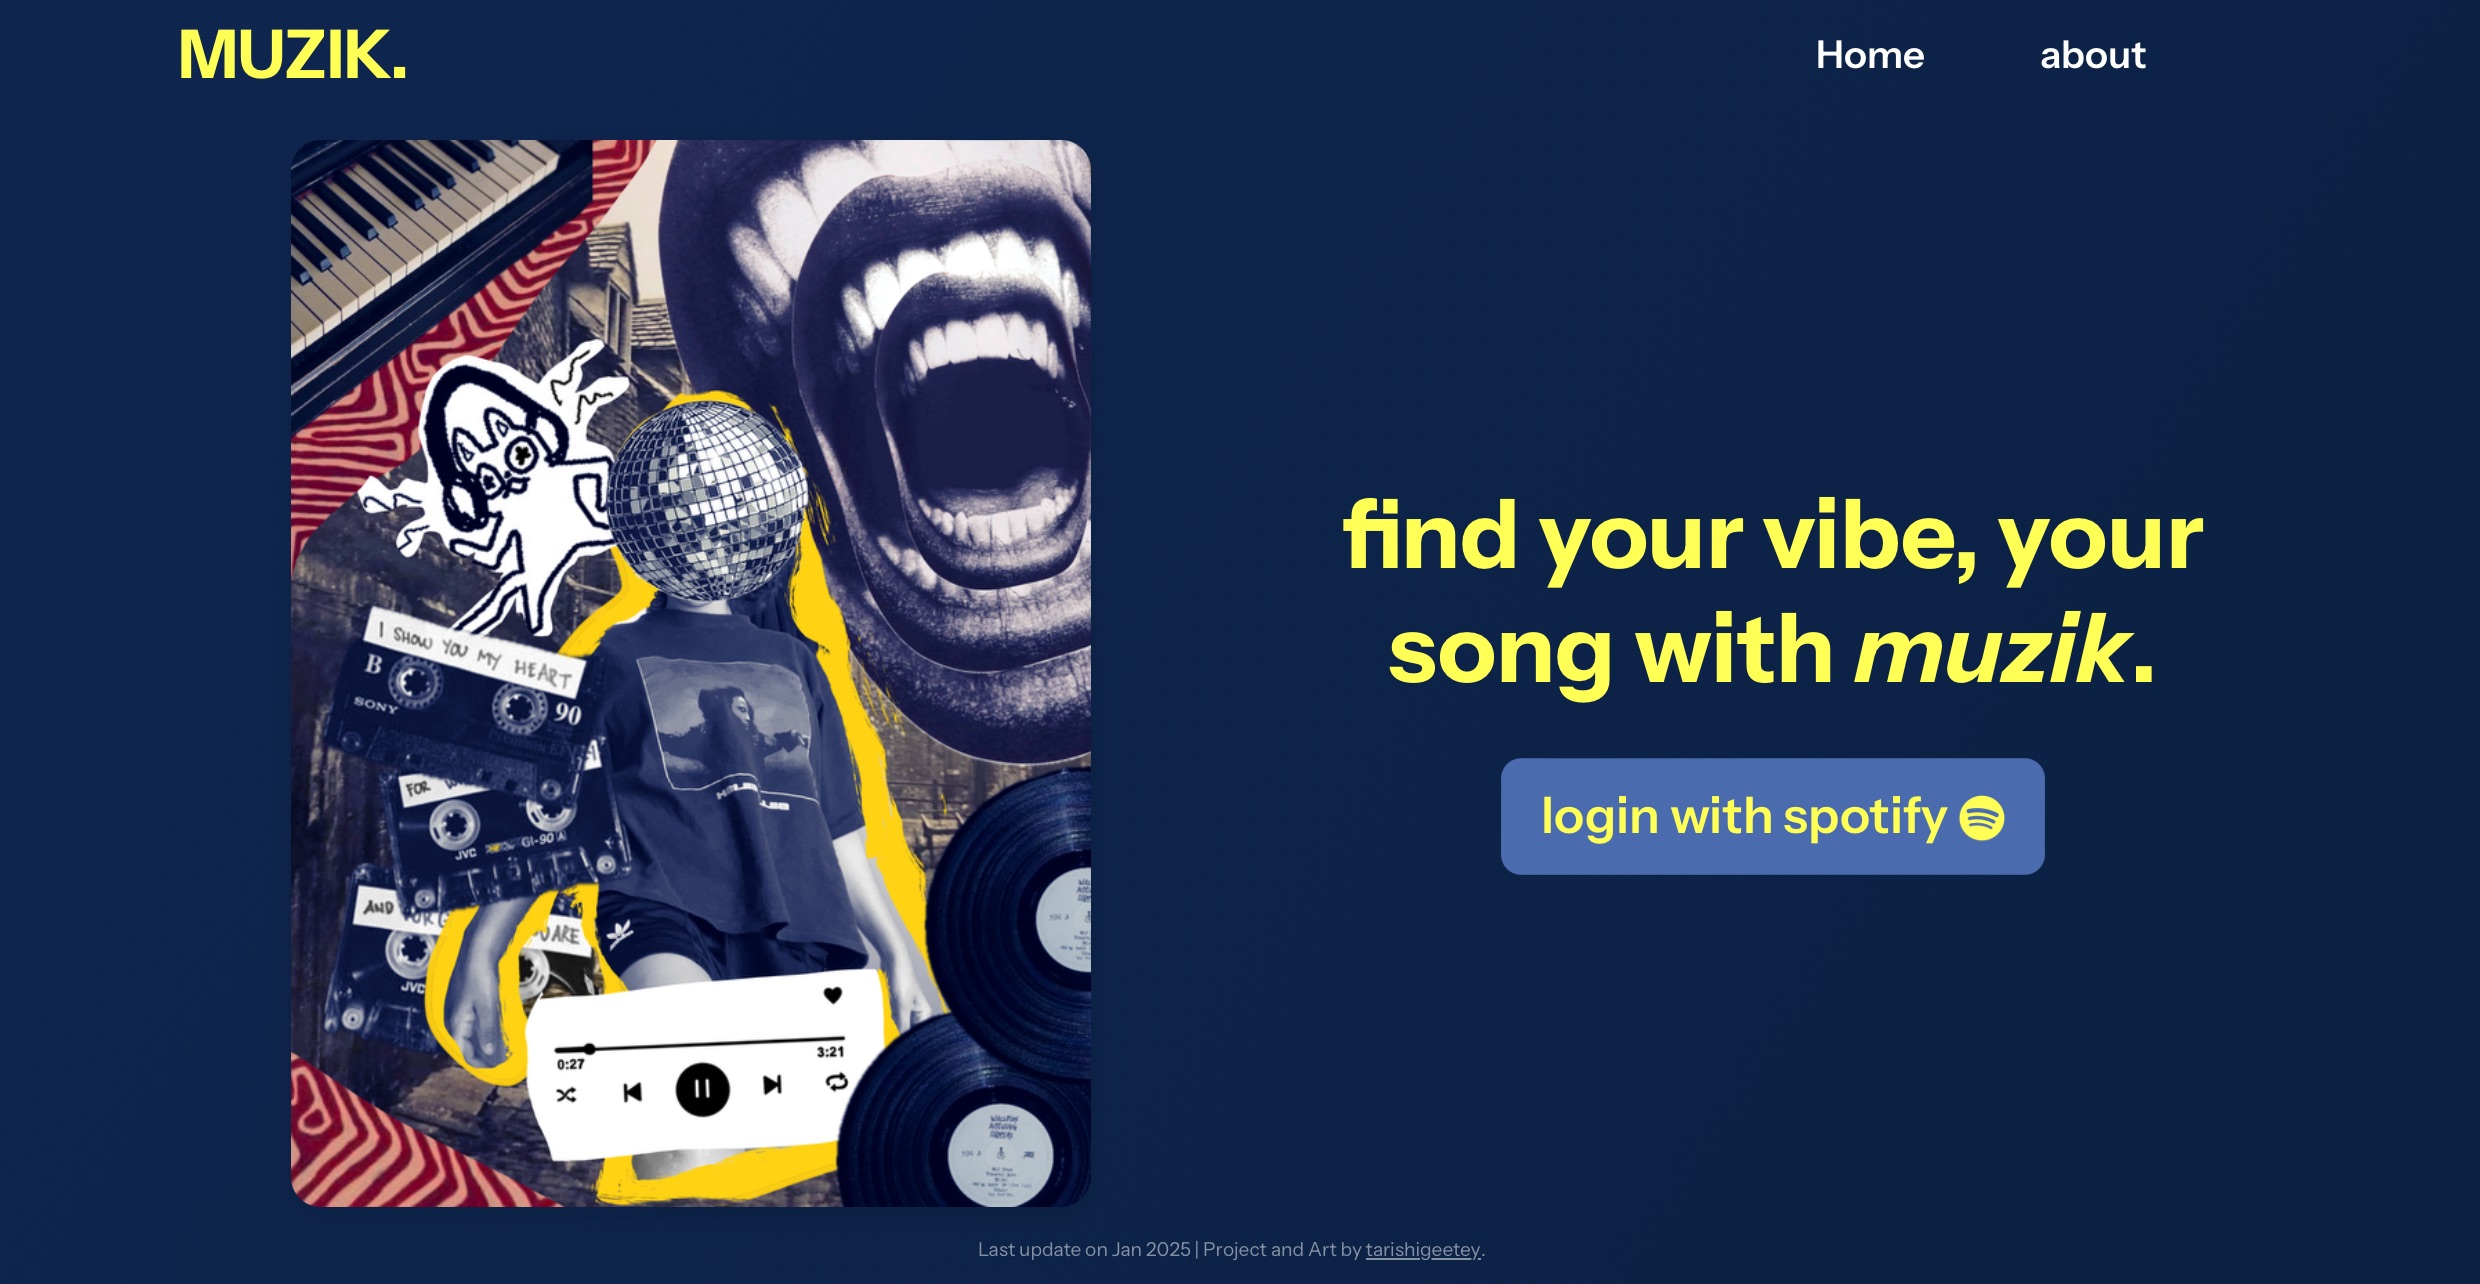 MUZIK.
Home
about
find your vibe, your
song with muzik.
login with spotify
I SHOW YOU MY HEART
B
SONY
90
FOR
JVC
GI-90
AND FOR
ARE
JVC
0:27
3:21
Last update on Jan 2025 | Project and Art by tarishigeetey.